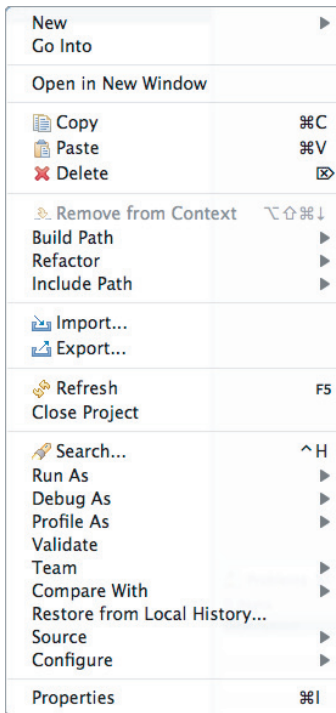 New
Go Into
Open in New Window
Copy ⌘C
Paste ⌘V
Delete ⌦
Remove from Context ⌥⇧⌘↓
Build Path
Refactor
Include Path
Import...
Export...
Refresh F5
Close Project
Search... ^H
Run As
Debug As
Profile As
Validate
Team
Compare With
Restore from Local History...
Source
Configure
Properties ⌘I